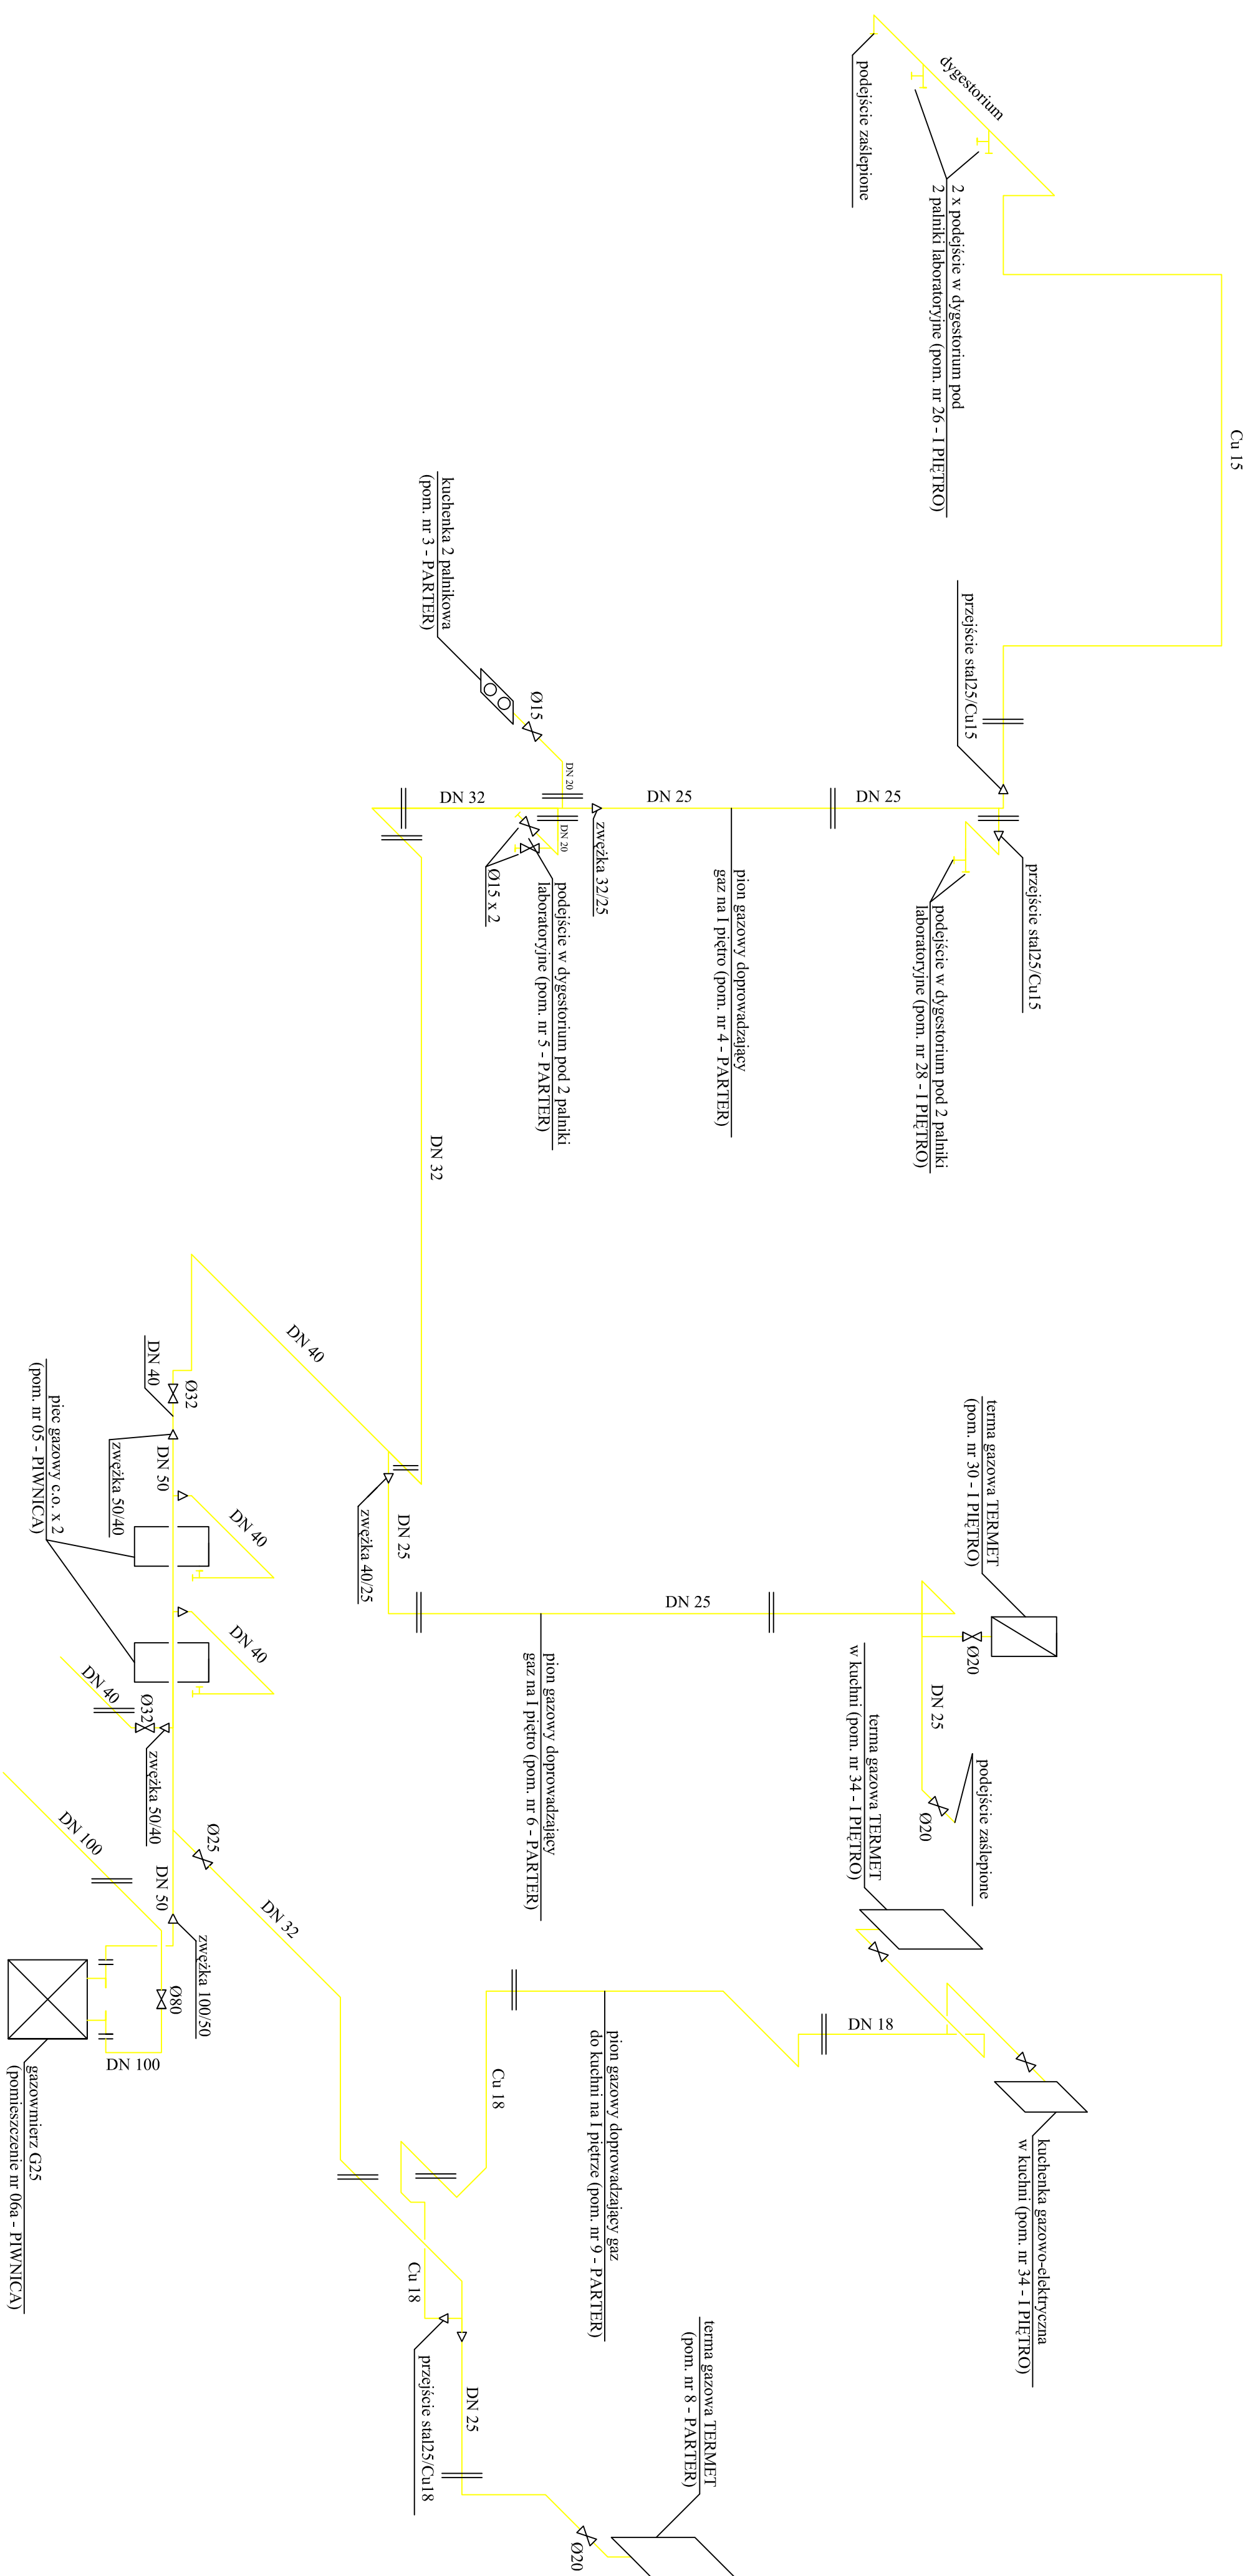 Cu 15
dygestorium
podejście zaślepione
2 x podejście w dygestorium pod
2 palniki laboratoryjne (pom. nr 26 - I PIĘTRO)
przejście stal25/Cu15
kuchenka 2 palnikowa
(pom. nr 3 - PARTER)
Ø15
DN 20
DN 32
DN 25
DN 25
DN 20
zwężka 32/25
Ø15 x 2
podejście w dygestorium pod 2 palniki
laboratoryjne (pom. nr 5 - PARTER)
pion gazowy doprowadzający
gaz na I piętro (pom. nr 4 - PARTER)
przejście stal25/Cu15
podejście w dygestorium pod 2 palniki
laboratoryjne (pom. nr 28 - I PIĘTRO)
DN 32
DN 40
DN 40
Ø32
zwężka 50/40
DN 50
piec gazowy c.o. x 2
(pom. nr 05 - PIWNICA)
DN 40
DN 40
zwężka 40/25
DN 25
DN 25
terma gazowa TERMET
(pom. nr 30 - I PIĘTRO)
Ø20
DN 25
podejście zaślepione
Ø20
pion gazowy doprowadzający
gaz na I piętro (pom. nr 6 - PARTER)
terma gazowa TERMET
w kuchni (pom. nr 34 - I PIĘTRO)
DN 40
Ø32
zwężka 50/40
DN 100
Ø25
DN 50
DN 32
zwężka 100/50
Ø80
DN 100
gazowmierz G25
(pomieszczenie nr 06a - PIWNICA)
DN 18
pion gazowy doprowadzający gaz
do kuchni na I piętrze (pom. nr 9 - PARTER)
Cu 18
kuchenka gazowo-elektryczna
w kuchni (pom. nr 34 - I PIĘTRO)
Cu 18
przejście stal25/Cu18
DN 25
terma gazowa TERMET
(pom. nr 8 - PARTER)
Ø20